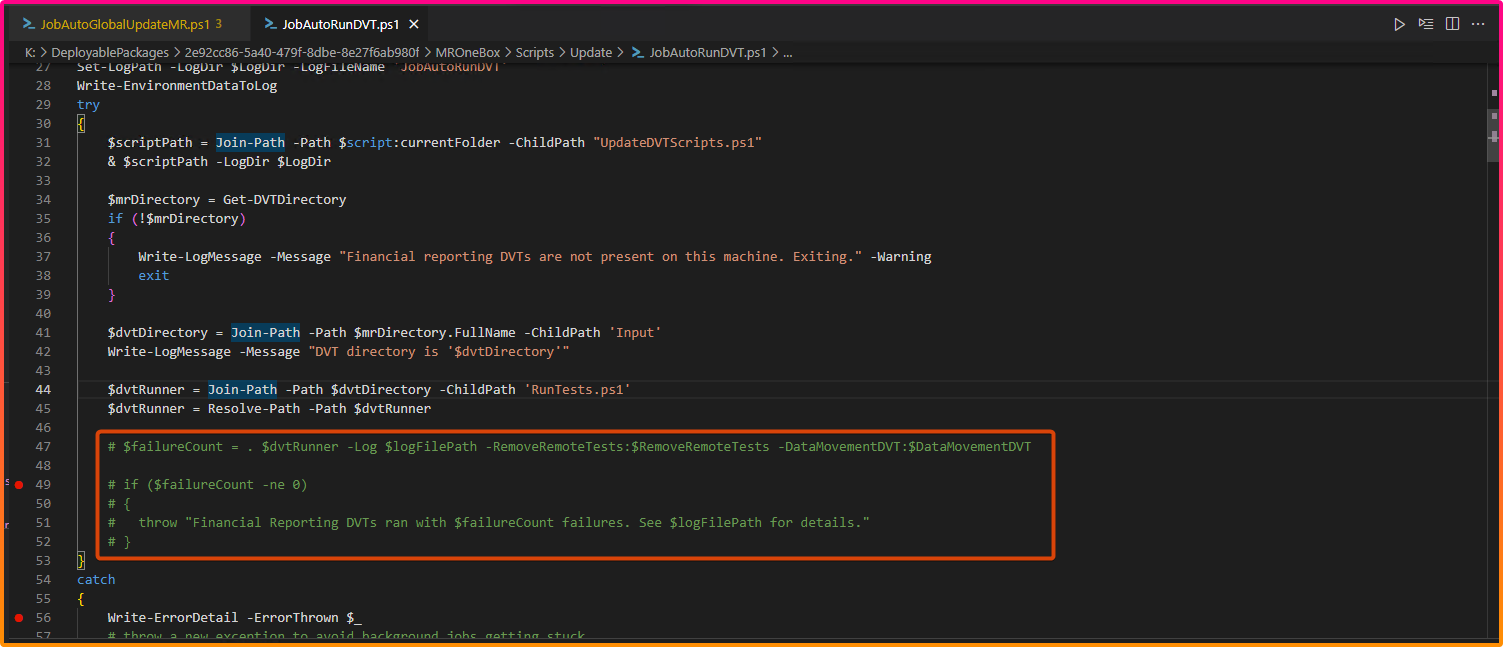 JobAutoGlobalUpdateMR.ps1 3
JobAutoRunDVT.ps1
K: > DeployablePackages > 2e92cc86-5a40-479f-8dbe-8e27f6ab980f > MROneBox > Scripts > Update > JobAutoRunDVT.ps1 > ...
27 Set-LogPath -LogDir $LogDir -LogFileName 'JobAutoRunDVT'
28 Write-EnvironmentDataToLog
29 try
30 {
31 $scriptPath = Join-Path -Path $script:currentFolder -ChildPath "UpdateDVTScripts.ps1"
32 & $scriptPath -LogDir $LogDir
33
34 $mrDirectory = Get-DVTDirectory
35 if (!$mrDirectory)
36 {
37 Write-LogMessage -Message "Financial reporting DVTs are not present on this machine. Exiting." -Warning
38 exit
39 }
40
41 $dvtDirectory = Join-Path -Path $mrDirectory.FullName -ChildPath 'Input'
42 Write-LogMessage -Message "DVT directory is '$dvtDirectory'"
43
44 $dvtRunner = Join-Path -Path $dvtDirectory -ChildPath 'RunTests.ps1'
45 $dvtRunner = Resolve-Path -Path $dvtRunner
46
47 # $failureCount = . $dvtRunner -Log $logFilePath -RemoveRemoteTests:$RemoveRemoteTests -DataMovementDVT:$DataMovementDVT
48
49 # if ($failureCount -ne 0)
50 # {
51 #   throw "Financial Reporting DVTs ran with $failureCount failures. See $logFilePath for details."
52 # }
53 }
54 catch
55 {
56 Write-ErrorDetail -ErrorThrown $_
57 # throw a new exception to avoid background jobs getting stuck